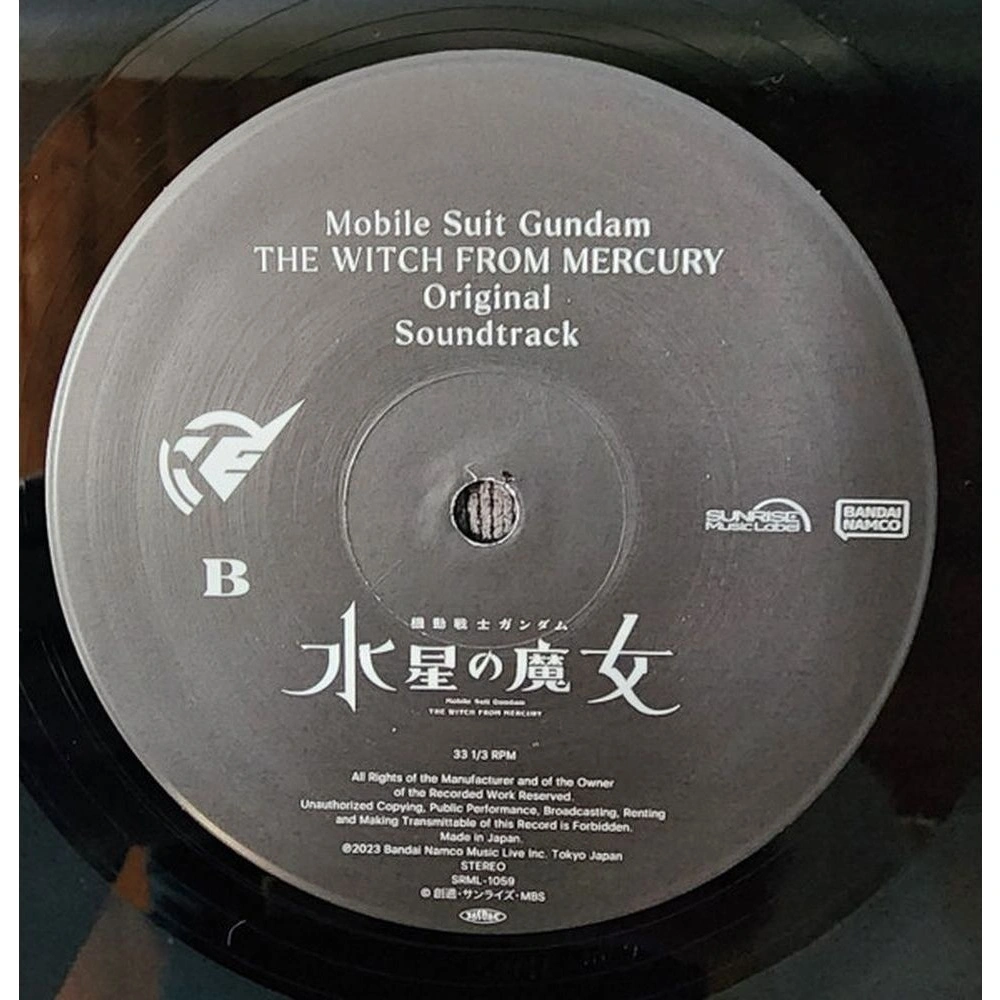 Mobile Suit Gundam
THE WITCH FROM MERCURY
Original
Soundtrack
SUNRISE
Music Label
BANDAI
NAMCO
B
機動戦士ガンダム
水星の魔女
Mobile Suit Gundam
THE WITCH FROM MERCURY
33 1/3 RPM
All Rights of the Manufacturer and of the Owner
of the Recorded Work Reserved.
Unauthorized Copying, Public Performance, Broadcasting, Renting
and Making Transmittable of this Record is Forbidden.
Made in Japan.
℗2023 Bandai Namco Music Live Inc. Tokyo Japan
STEREO
SRML-1059
© 創通・サンライズ・MBS